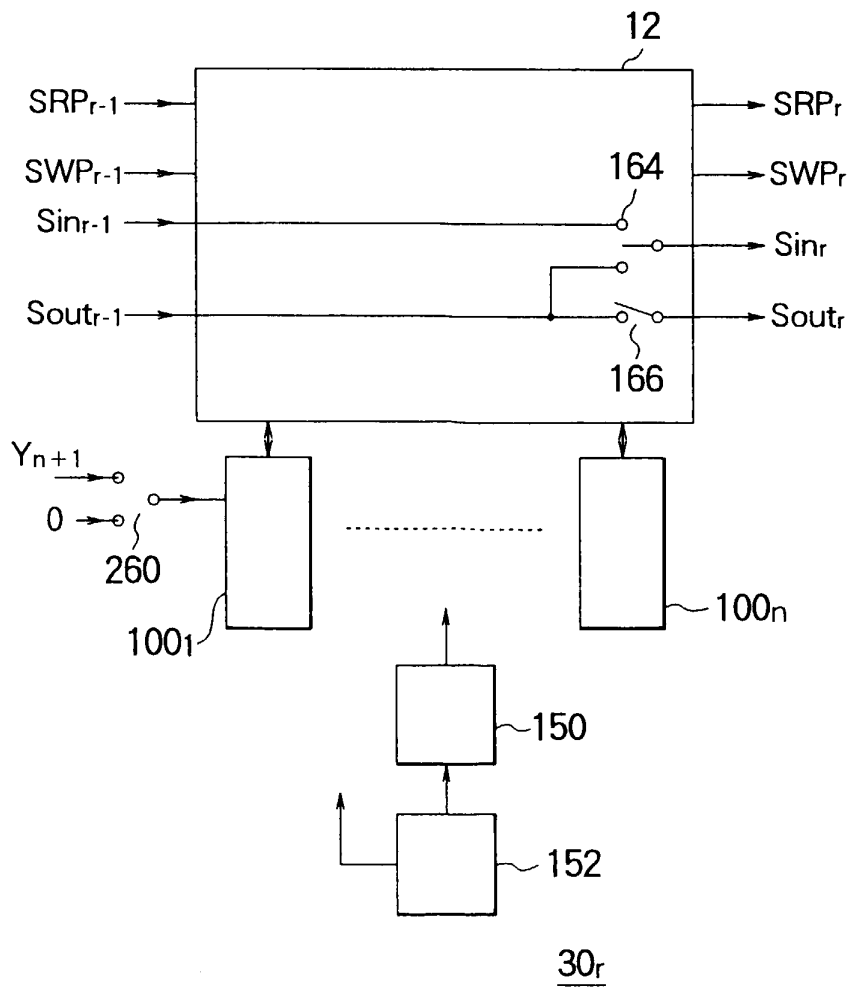 12
SRPr-1
SRPr
SWPr-1
164
SWPr
Sinr-1
Sinr
Soutr-1
Soutr
166
Yn+1
0
260
1001
100n
150
152
30r